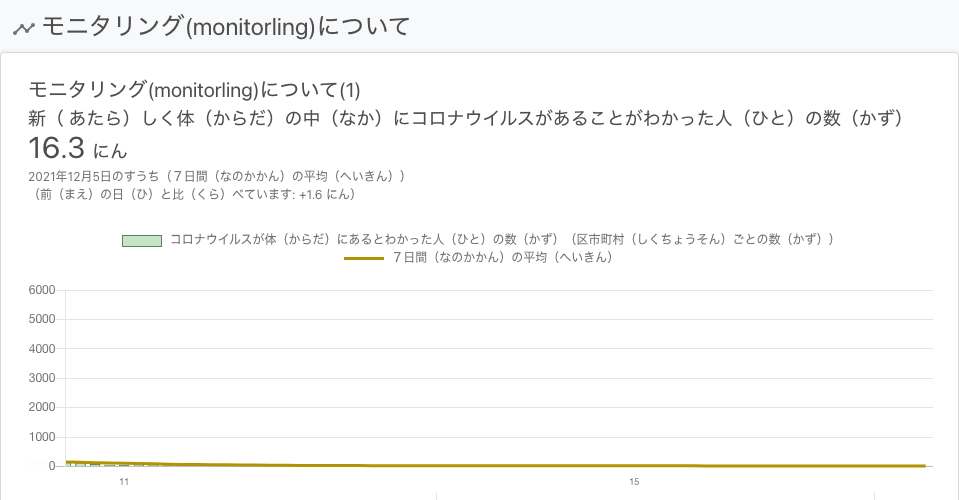 モニタリング(monitorling)について
モニタリング(monitorling)について(1)
新（ あたら）しく体（からだ）の中（なか）にコロナウイルスがあることがわかった人（ひと）の数（かず）
16.3 にん
2021年12月5日のすうち（７日間（なのかかん）の平均（へいきん））
（前（まえ）の日（ひ）と比（くら）べています: +1.6 にん）
コロナウイルスが体（からだ）にあるとわかった人（ひと）の数（かず）（区市町村（しくちょうそん）ごとの数（かず））
７日間（なのかかん）の平均（へいきん）
6000
5000
4000
3000
2000
1000
0
11 15